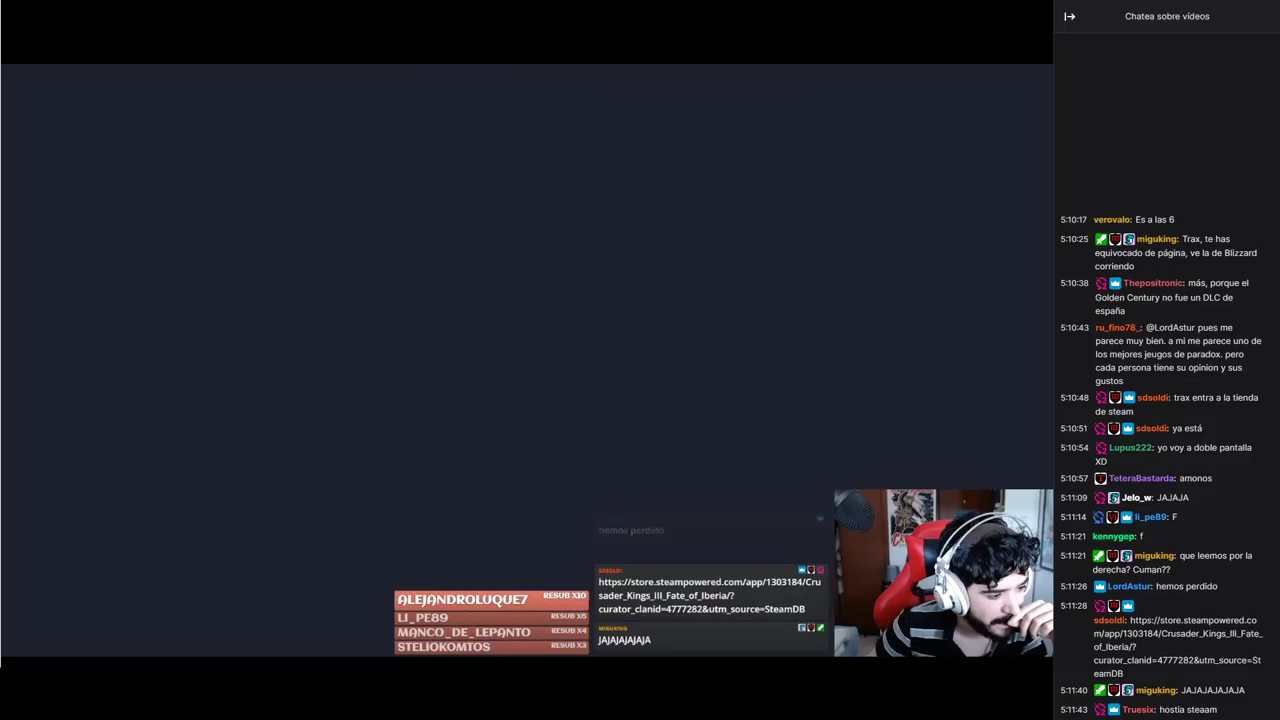 Chatea sobre vídeos
5:10:17 verovalo: Es a las 6
5:10:25 miguking: Trax, te has
equivocado de página, ve la de Blizzard
corriendo
5:10:38 Thepositronic: más, porque el
Golden Century no fue un DLC de
españa
5:10:43 ru_fino78_: @LordAstur pues me
parece muy bien. a mi me parece uno de
los mejores jeugos de paradox. pero
cada persona tiene su opinion y sus
gustos
5:10:48 sdsoldi: trax entra a la tienda
de steam
5:10:51 sdsoldi: ya está
5:10:54 Lupus222: yo voy a doble pantalla
XD
5:10:57 TeteraBastarda: amonos
5:11:09 Jelo_w: JAJAJA
5:11:14 li_pe89: F
5:11:21 kennygep: f
5:11:21 miguking: que leemos por la
derecha? Cuman??
5:11:26 LordAstur: hemos perdido
5:11:28
sdsoldi: https://store.steampowered.co
m/app/1303184/Crusader_Kings_III_Fate_
of_Iberia/?
curator_clanid=4777282&utm_source=St
eamDB
5:11:40 miguking: JAJAJAJAJAJA
5:11:43 Truesix: hostia steaam
hemos perdido
SDSOLDI
https://store.steampowered.com/app/1303184/Cru
sader_Kings_III_Fate_of_Iberia/?
curator_clanid=4777282&utm_source=SteamDB
MIGUKING
JAJAJAJAJAJA
ALEJANDROLUQUE7 RESUB X10
LI_PE89 RESUB X6
MANCO_DE_LEPANTO RESUB X4
STELIOKOMTOS RESUB X3